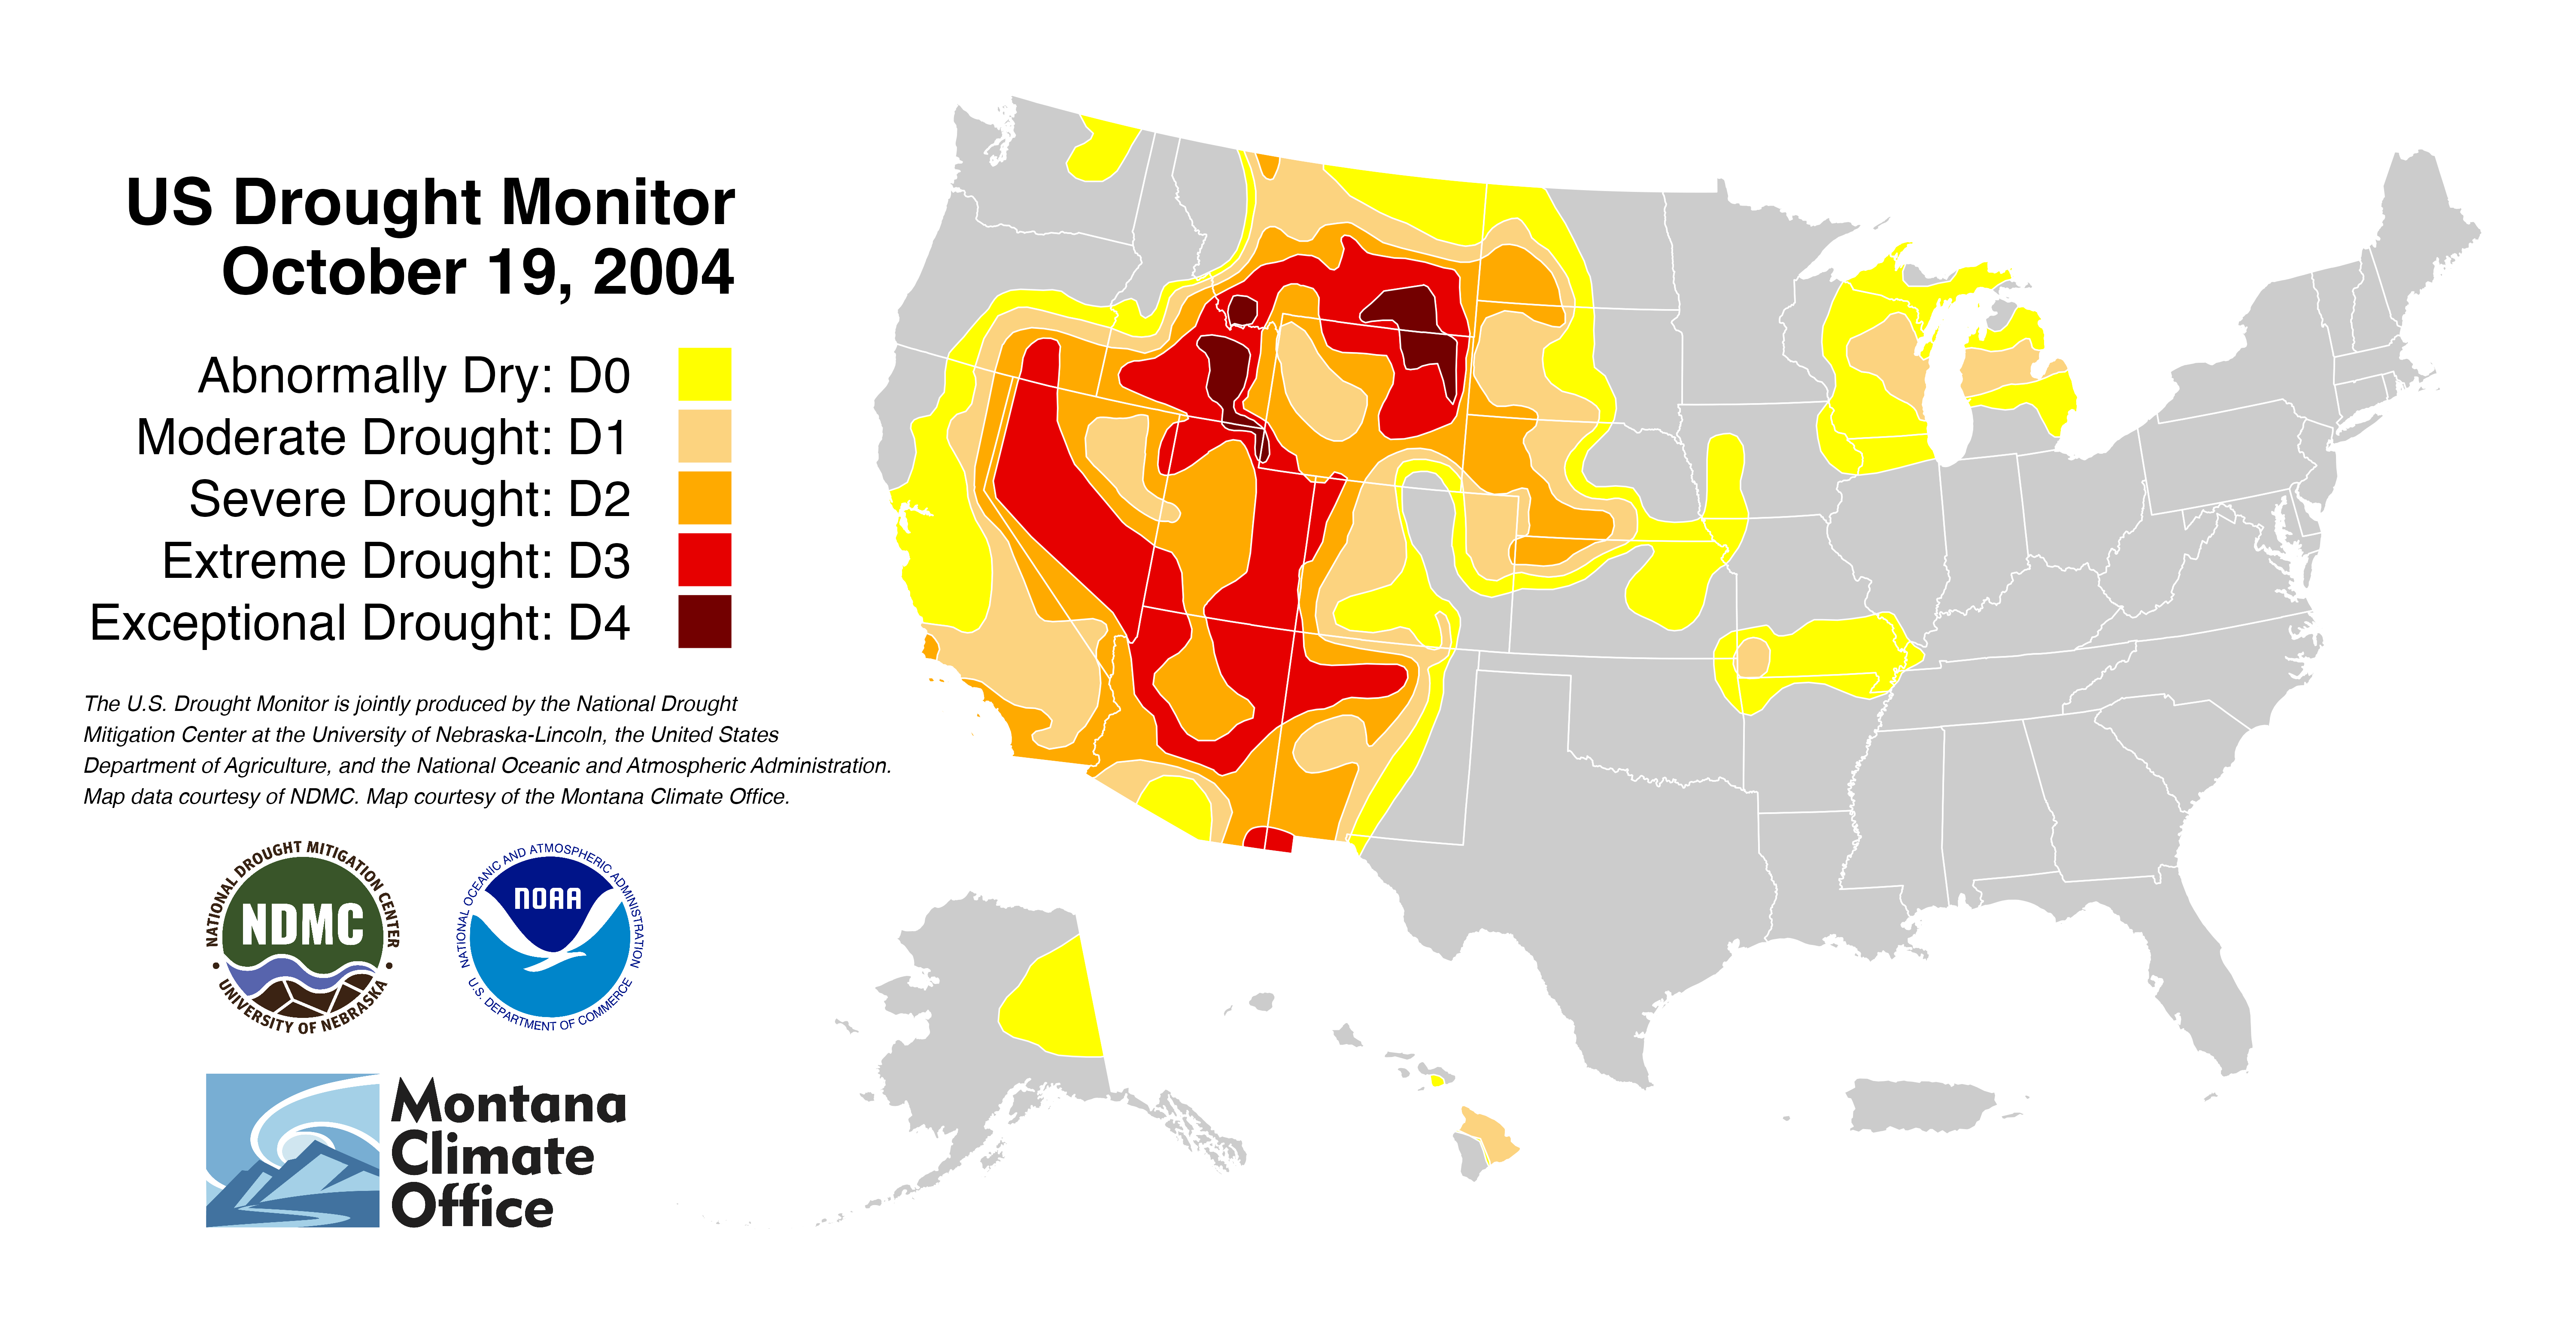 US Drought Monitor
October 19, 2004
Abnormally Dry: D0
Moderate Drought: D1
Severe Drought: D2
Extreme Drought: D3
Exceptional Drought: D4
The U.S. Drought Monitor is jointly produced by the National Drought
Mitigation Center at the University of Nebraska-Lincoln, the United States
Department of Agriculture, and the National Oceanic and Atmospheric Administration.
Map data courtesy of NDMC. Map courtesy of the Montana Climate Office.
NATIONAL DROUGHT MITIGATION CENTER
NDMC
• UNIVERSITY OF NEBRASKA •
NATIONAL OCEANIC AND ATMOSPHERIC ADMINISTRATION
NOAA
U.S. DEPARTMENT OF COMMERCE
Montana
Climate
Office